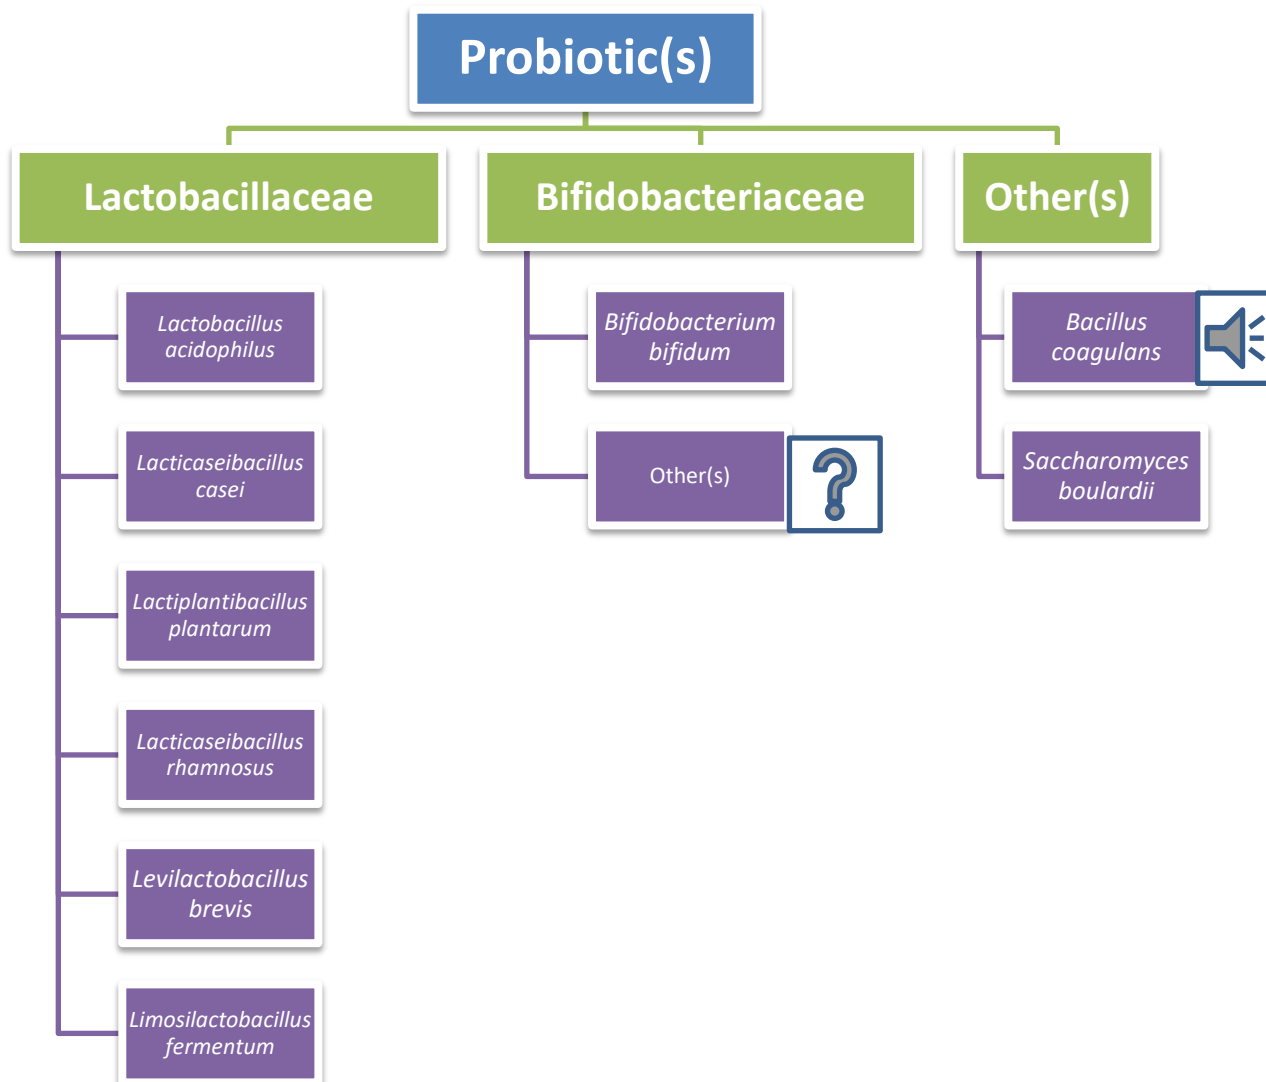 Probiotic(s)
Lactobacillaceae
Lactobacillus
acidophilus
Lacticaseibacillus
casei
Lactiplantibacillus
plantarum
Lacticaseibacillus
rhamnosus
Levilactobacillus
brevis
Limosilactobacillus
fermentum
Bifidobacteriaceae
Bifidobacterium
bifidum
Other(s)
?
Other(s)
Bacillus
coagulans
Saccharomyces
boulardii